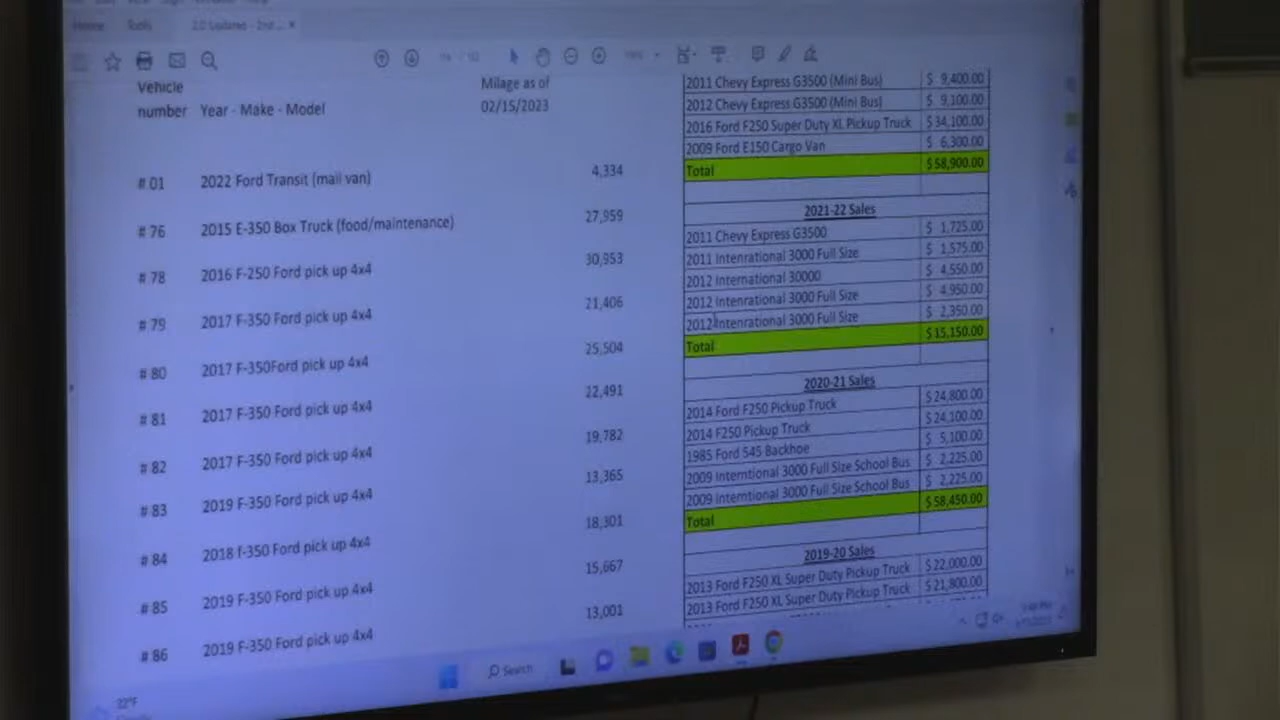 Home Tools 2.0 Updated - 2nd ... ×
Vehicle
number Year - Make - Model
Milage as of
02/15/2023
# 01 2022 Ford Transit (mail van) 4,334
# 76 2015 E-350 Box Truck (food/maintenance) 27,959
# 78 2016 F-250 Ford pick up 4x4 30,953
# 79 2017 F-350 Ford pick up 4x4 21,406
# 80 2017 F-350Ford pick up 4x4 25,504
# 81 2017 F-350 Ford pick up 4x4 22,491
# 82 2017 F-350 Ford pick up 4x4 19,782
# 83 2019 F-350 Ford pick up 4x4 13,365
# 84 2018 f-350 Ford pick up 4x4 18,301
# 85 2019 F-350 Ford pick up 4x4 15,667
# 86 2019 F-350 Ford pick up 4x4 13,001
2011 Chevy Express G3500 (Mini Bus) $ 9,400.00
2012 Chevy Express G3500 (Mini Bus) $ 9,100.00
2016 Ford F250 Super Duty XL Pickup Truck $34,100.00
2009 Ford E150 Cargo Van $ 6,300.00
Total $58,900.00
2021-22 Sales
2011 Chevy Express G3500 $ 1,725.00
2011 Intenrational 3000 Full Size $ 1,575.00
2012 International 30000 $ 4,550.00
2012 Intenrational 3000 Full Size $ 4,950.00
2012 Intenrational 3000 Full Size $ 2,350.00
Total $15,150.00
2020-21 Sales
2014 Ford F250 Pickup Truck $24,800.00
2014 F250 Pickup Truck $24,100.00
1985 Ford 545 Backhoe $ 5,100.00
2009 Interntional 3000 Full Size School Bus $ 2,225.00
2009 Interntional 3000 Full Size School Bus $ 2,225.00
Total $58,450.00
2019-20 Sales
2013 Ford F250 XL Super Duty Pickup Truck $22,000.00
2013 Ford F250 XL Super Duty Pickup Truck $21,800.00
22°F
Search